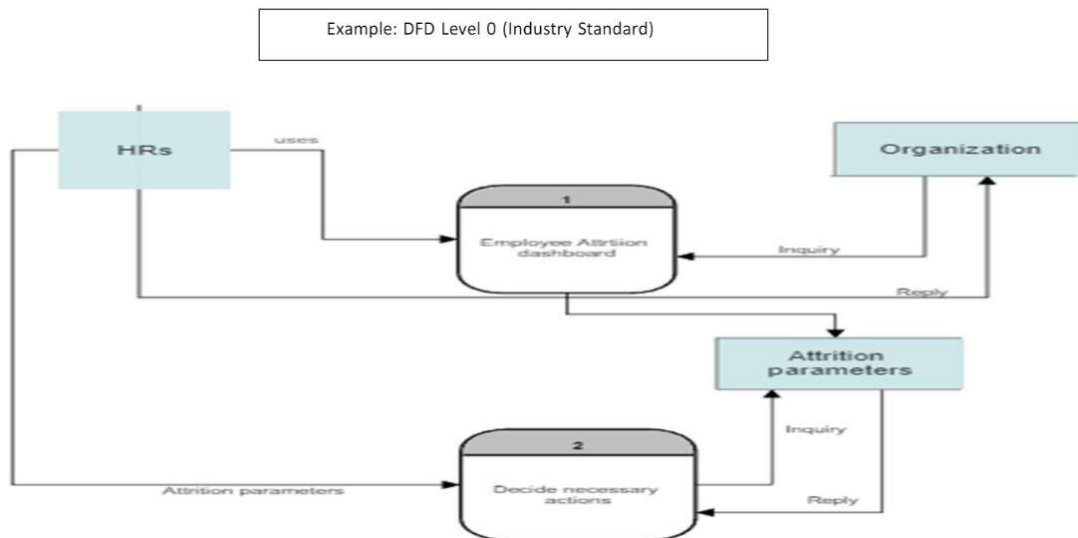 Example: DFD Level 0 (Industry Standard)
HRs
uses
Organization
1
Employee Attrtiion
dashboard
Inquiry
Reply
Attrition
parameters
Inquiry
2
Attrition parameters
Decide necessary
actions
Reply